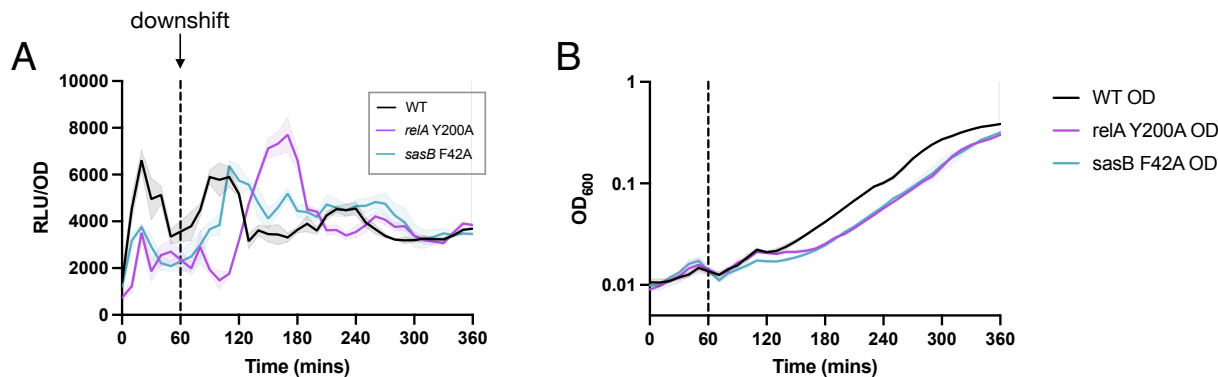 downshift
A
10000
8000
6000
4000
2000
0
RLU/OD
0 60 120 180 240 300 360
Time (mins)
WT
relA Y200A
sasB F42A
B
1
0.1
0.01
OD600
0 60 120 180 240 300 360
Time (mins)
WT OD
relA Y200A OD
sasB F42A OD